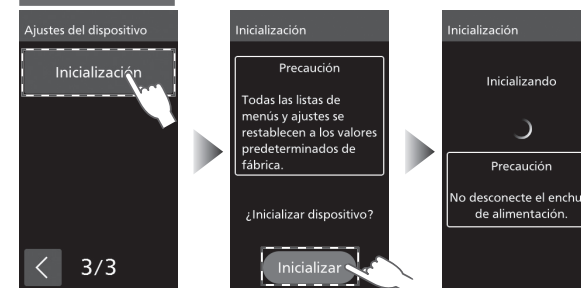 Ajustes del dispositivo
Inicialización
3/3
Inicialización
Precaución
Todas las listas de
menús y ajustes se
restablecen a los valores
predeterminados de
fábrica.
¿Inicializar dispositivo?
Inicializar
Inicialización
Inicializando
Precaución
No desconecte el
de alimentación.